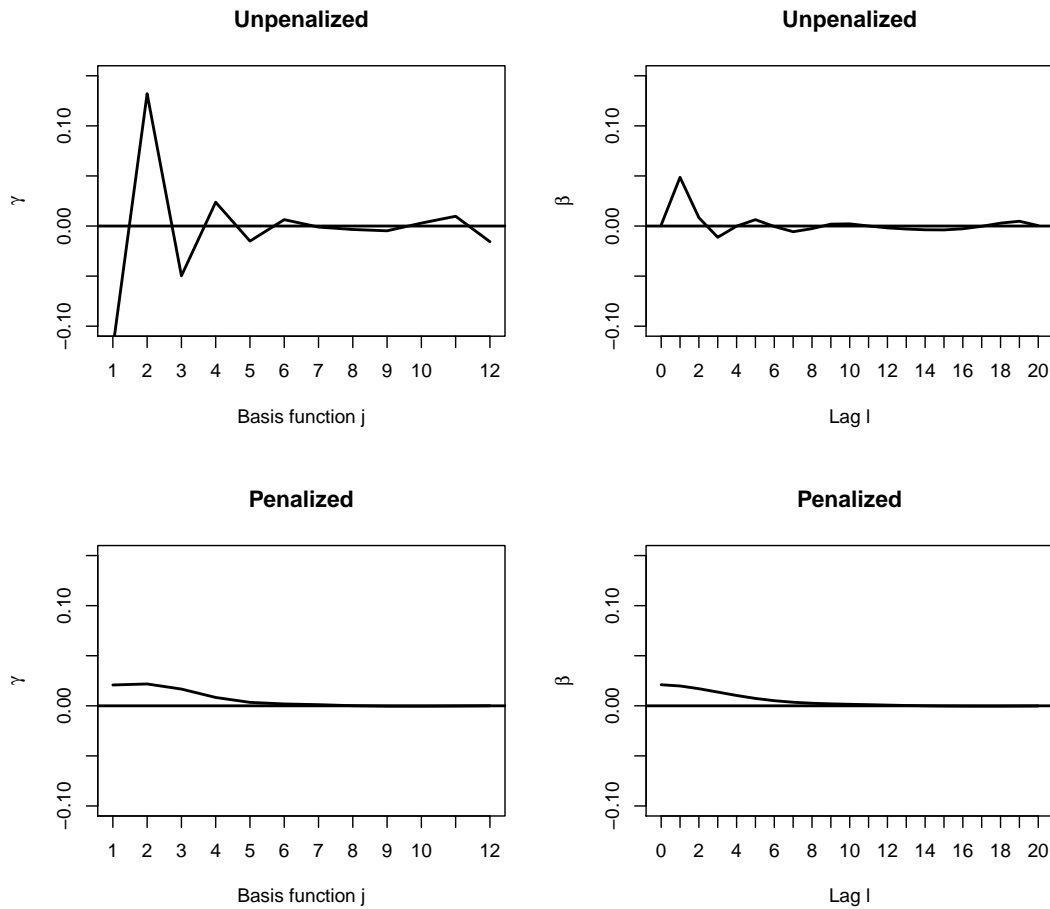 Unpenalized
γ
0.10
0.00
−0.10
1 2 3 4 5 6 7 8 9 10 12
Basis function j
Unpenalized
β
0.10
0.00
−0.10
0 2 4 6 8 10 12 14 16 18 20
Lag l
Penalized
γ
0.10
0.00
−0.10
1 2 3 4 5 6 7 8 9 10 12
Basis function j
Penalized
β
0.10
0.00
−0.10
0 2 4 6 8 10 12 14 16 18 20
Lag l